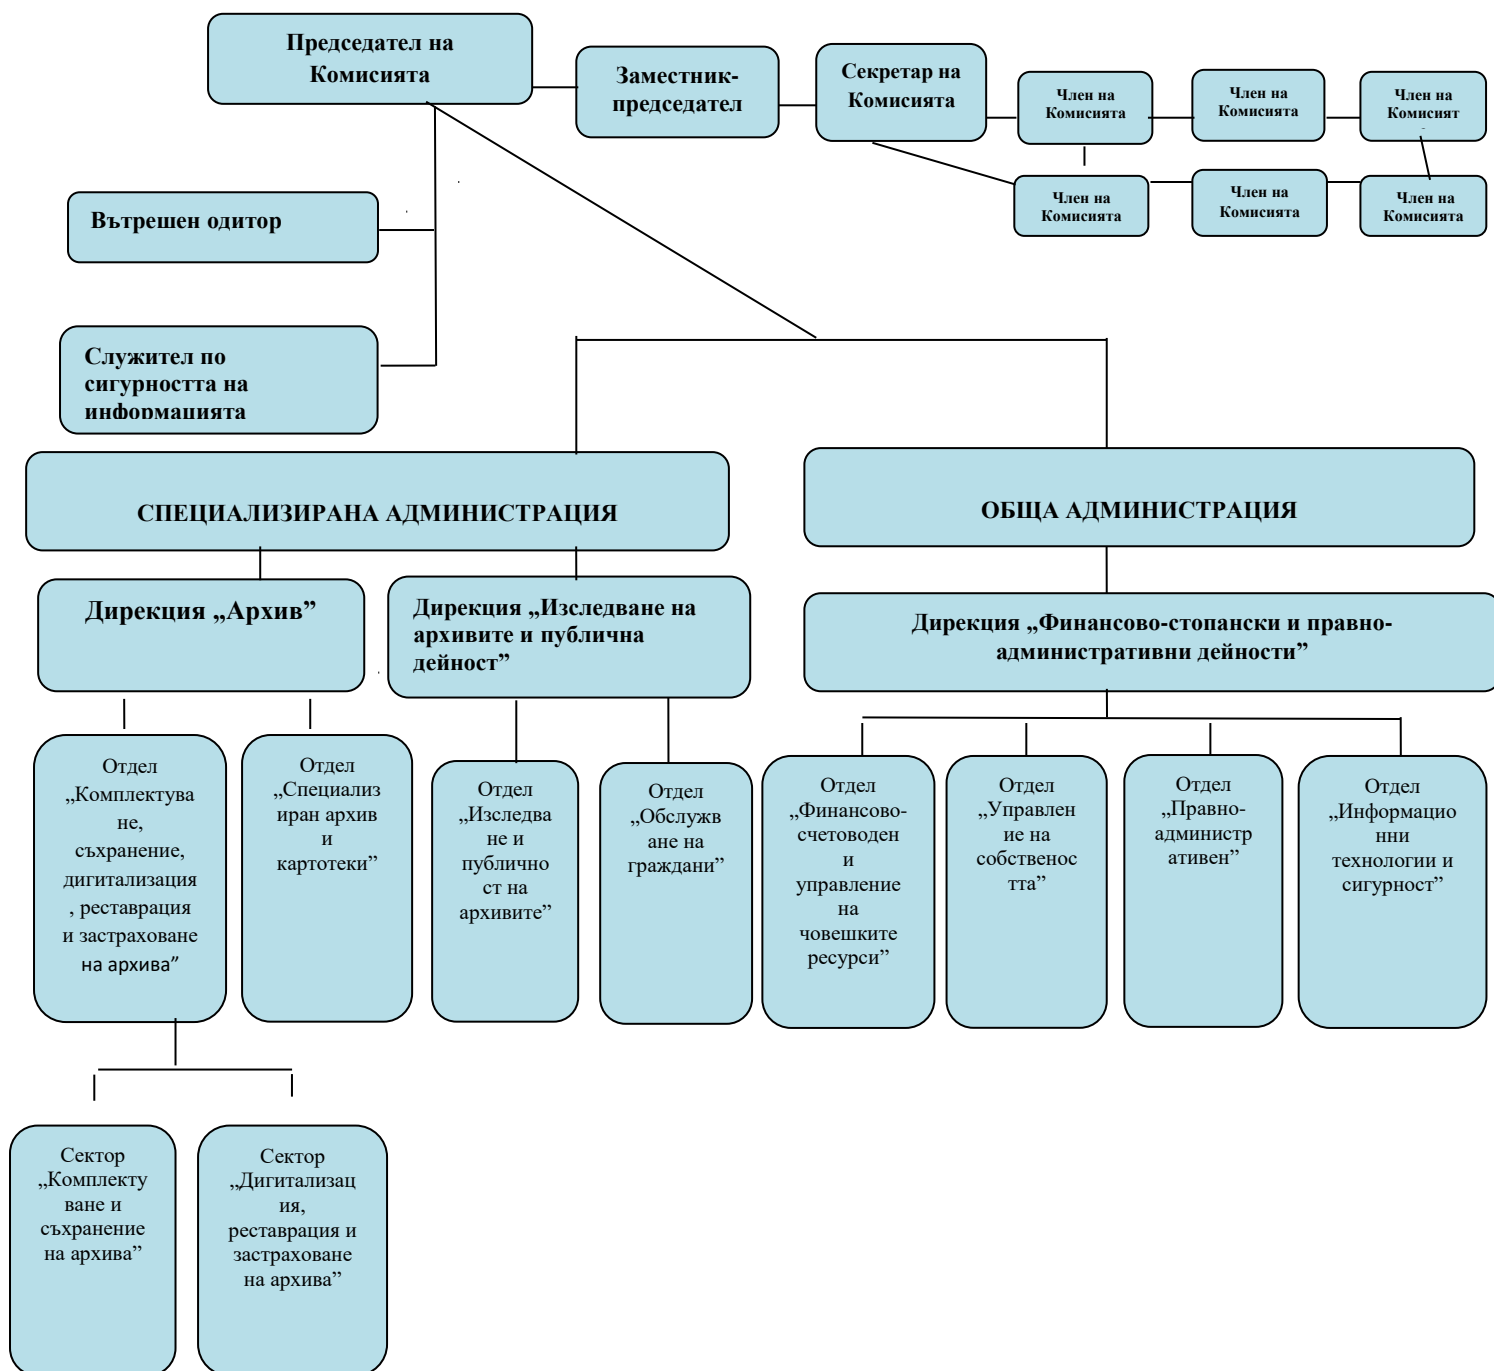 Председател на
Комисията
Заместник-
председател
Секретар на
Комисията
Член на
Комисията
Член на
Комисията
Член на
Комисият
Член на
Комисията
Член на
Комисията
Член на
Комисията
Вътрешен одитор
Служител по
сигурността на
информацията
СПЕЦИАЛИЗИРАНА АДМИНИСТРАЦИЯ
ОБЩА АДМИНИСТРАЦИЯ
Дирекция „Архив”
Дирекция „Изследване на
архивите и публична
дейност”
Дирекция „Финансово-стопански и правно-
административни дейности”
Отдел
„Комплектува
не,
съхранение,
дигитализация
, реставрация
и застраховане
на архива”
Отдел
„Специализ
иран архив
и
картотеки”
Отдел
„Изследва
не и
публично
ст на
архивите”
Отдел
„Обслужв
ане на
граждани”
Отдел
„Финансово-
счетоводен
и
управление
на
човешките
ресурси”
Отдел
„Управлен
ие на
собственос
тта”
Отдел
„Правно-
администр
ативен”
Отдел
„Информацио
нни
технологии и
сигурност”
Сектор
„Комплекту
ване и
съхранение
на архива”
Сектор
„Дигитализац
ия,
реставрация и
застраховане
на архива”